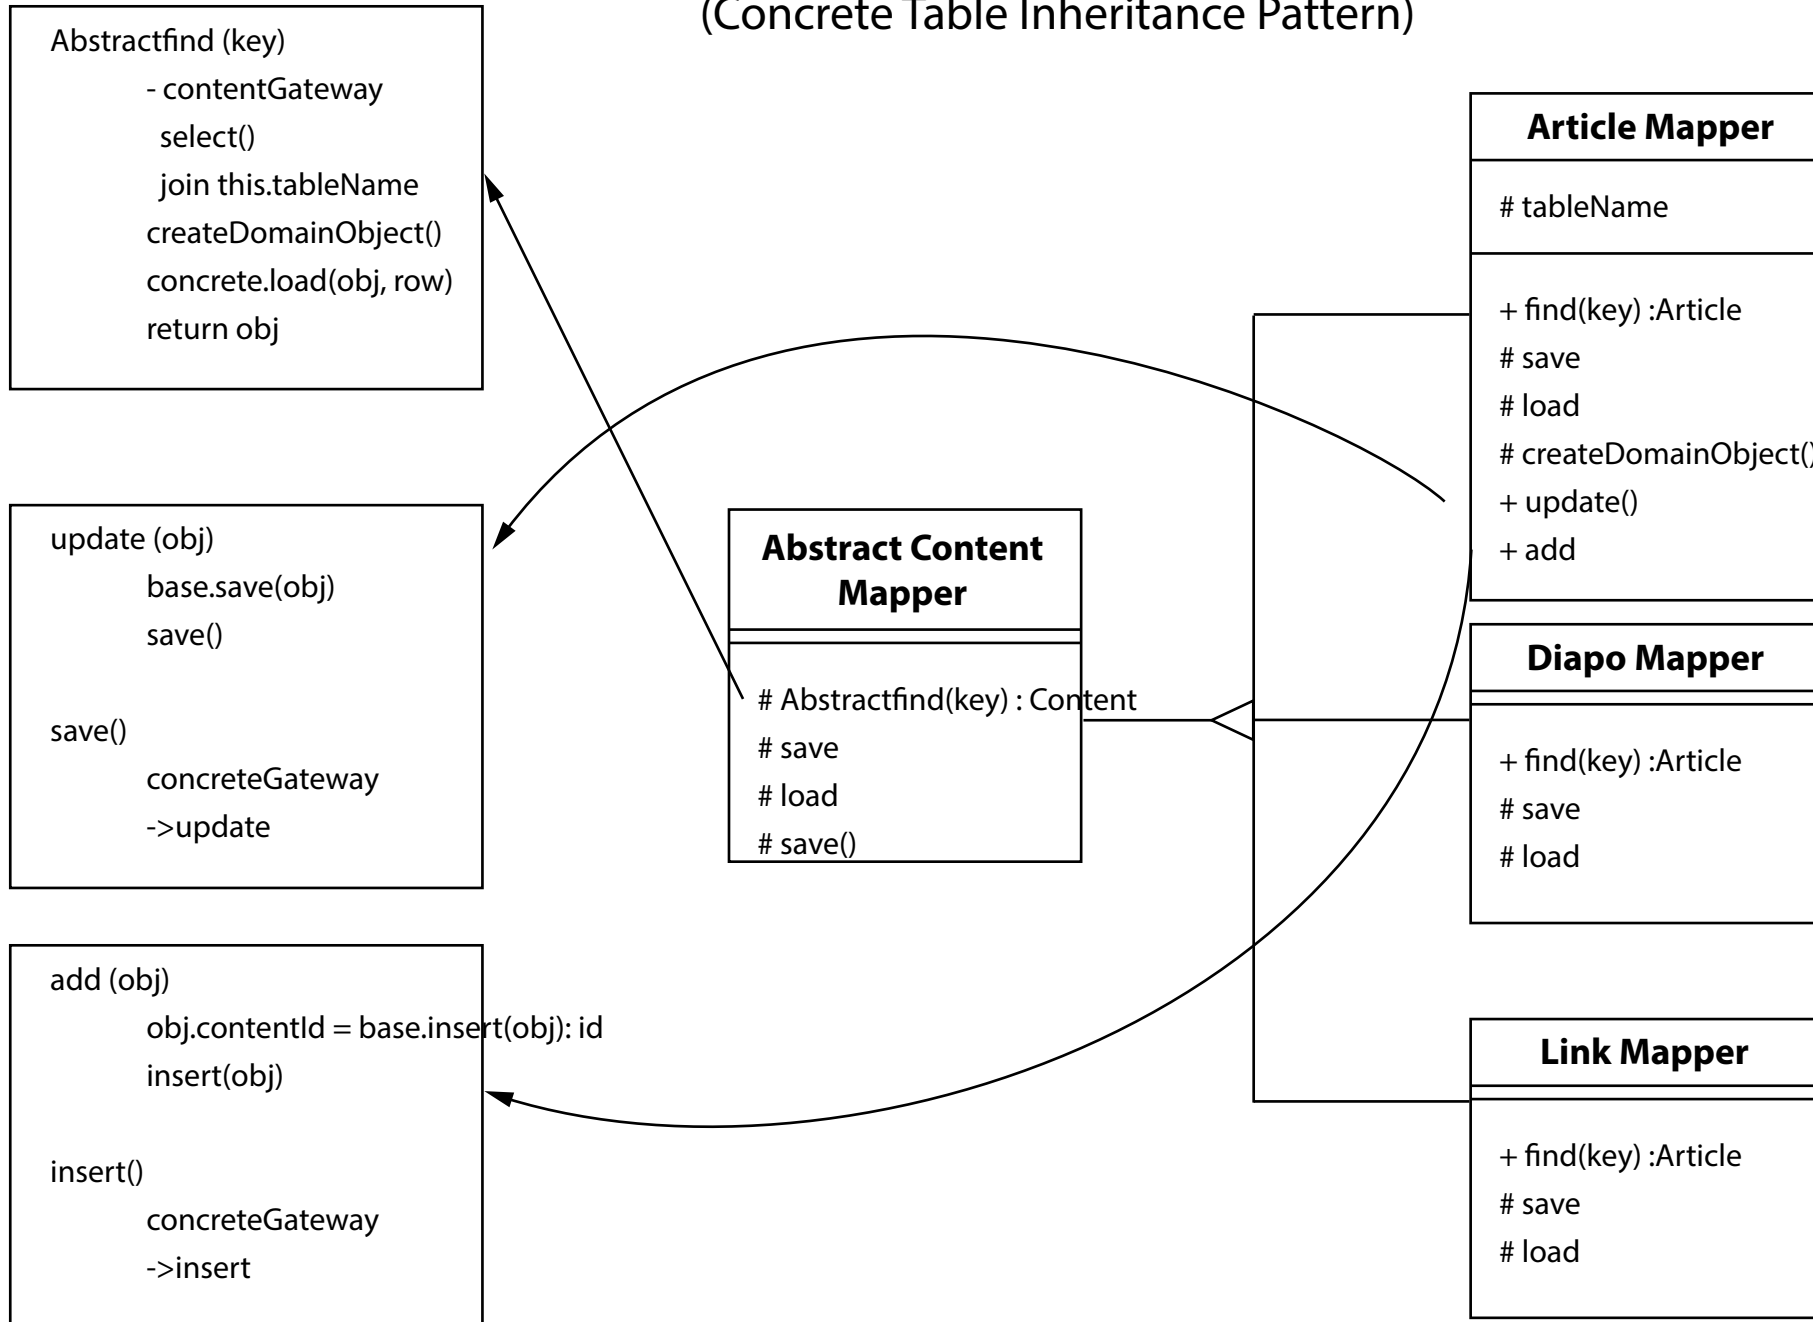 (Concrete Table Inheritance Pattern)
Abstractfind (key)
- contentGateway
select()
join this.tableName
createDomainObject()
concrete.load(obj, row)
return obj
update (obj)
base.save(obj)
save()
save()
concreteGateway
->update
add (obj)
obj.contentId = base.insert(obj): id
insert(obj)
insert()
concreteGateway
->insert
Abstract Content
Mapper
# Abstractfind(key) : Content
# save
# load
# save()
Article Mapper
# tableName
+ find(key) :Article
# save
# load
# createDomainObject()
+ update()
+ add
Diapo Mapper
+ find(key) :Article
# save
# load
Link Mapper
+ find(key) :Article
# save
# load